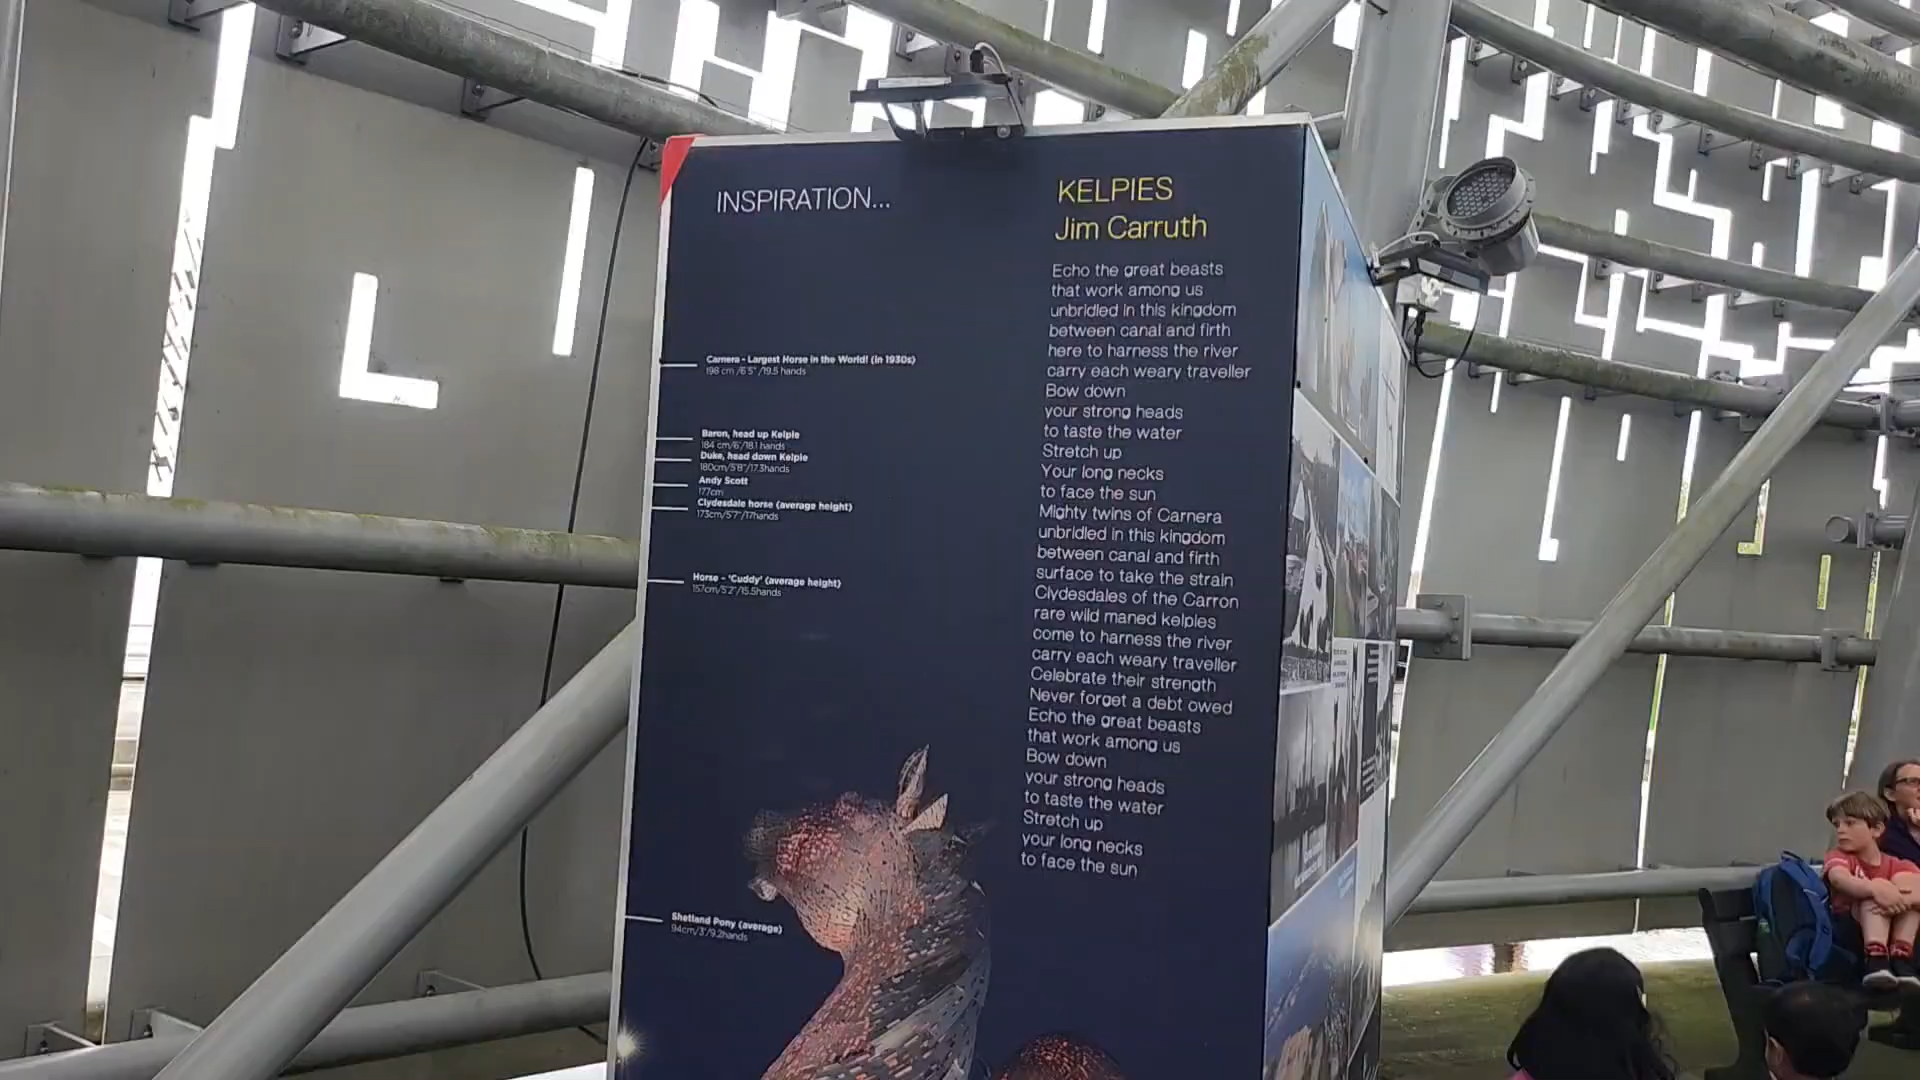 INSPIRATION...
Carnera - Largest Horse in the World! (in 1930s)
198 cm /6'5" /19.5 hands
Baron, head up Kelpie
184 cm/6'/18.1 hands
Duke, head down Kelpie
180cm/5'8"/17.3hands
Andy Scott
177cm
Clydesdale horse (average height)
173cm/5'7"/17hands
Horse - 'Cuddy' (average height)
157cm/5'2"/15.5hands
Shetland Pony (average)
94cm/3'/9.2hands
KELPIES
Jim Carruth
Echo the great beasts
that work among us
unbridled in this kingdom
between canal and firth
here to harness the river
carry each weary traveller
Bow down
your strong heads
to taste the water
Stretch up
Your long necks
to face the sun
Mighty twins of Carnera
unbridled in this kingdom
between canal and firth
surface to take the strain
Clydesdales of the Carron
rare wild maned kelpies
come to harness the river
carry each weary traveller
Celebrate their strength
Never forget a debt owed
Echo the great beasts
that work among us
Bow down
your strong heads
to taste the water
Stretch up
your long necks
to face the sun